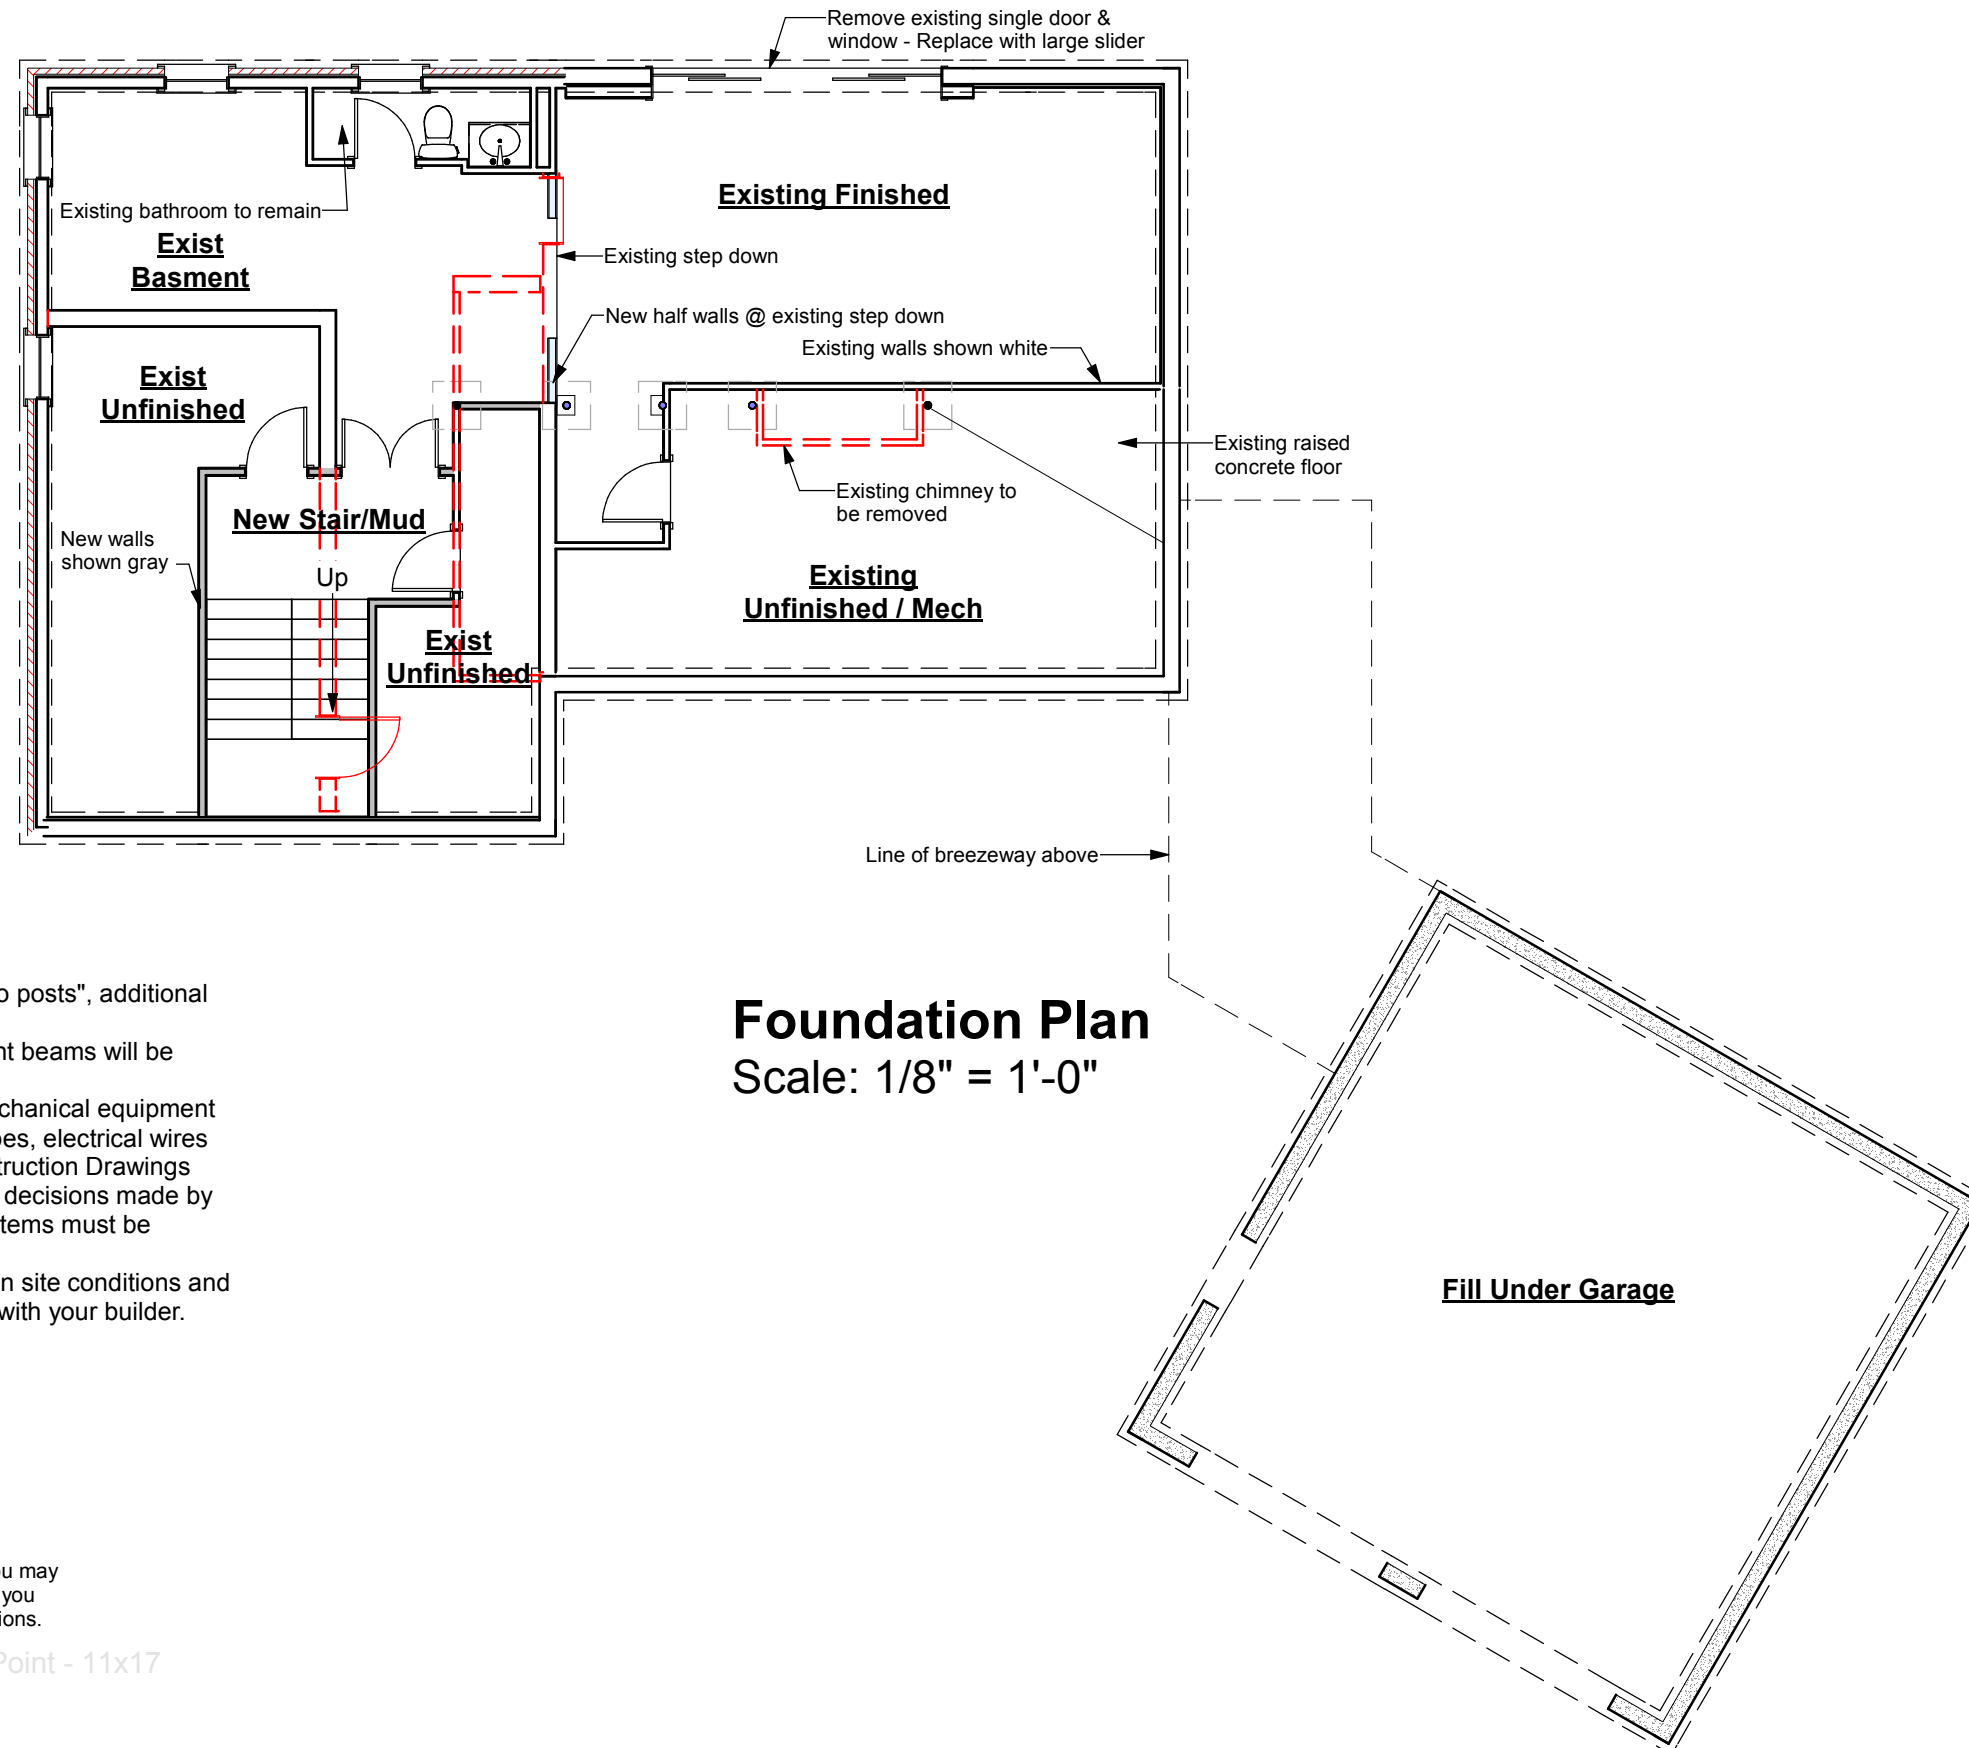 Remove existing single door &
window - Replace with large slider
Existing Finished
Existing bathroom to remain
Exist
Basment
Existing step down
New half walls @ existing step down
Existing walls shown white
Exist
Unfinished
Existing raised
concrete floor
Existing chimney to
be removed
New Stair/Mud
New walls
shown gray
Up
Existing
Unfinished / Mech
Exist
Unfinished
Line of breezeway above
o posts", additional
nt beams will be
chanical equipment
pes, electrical wires
truction Drawings
decisions made by
tems must be
n site conditions and
with your builder.
Foundation Plan
Scale: 1/8" = 1'-0"
Fill Under Garage
ou may
you
ions.
Point - 11x17